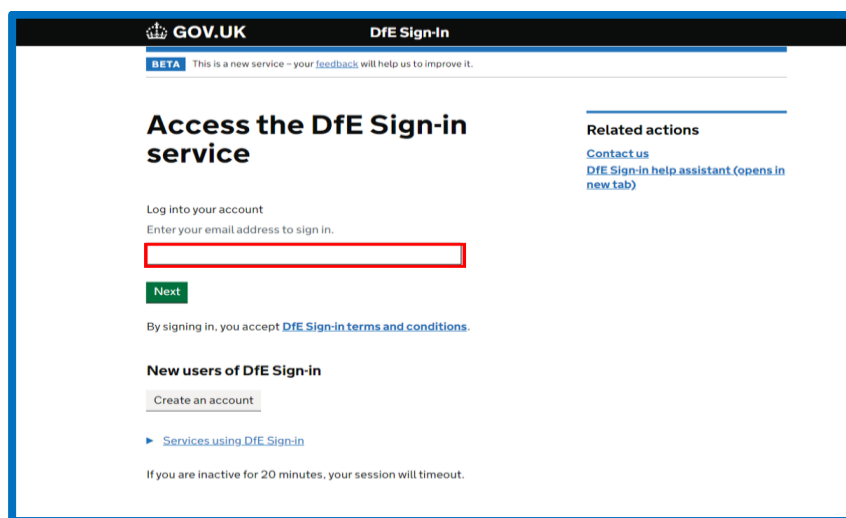 GOV.UK DfE Sign-In
BETA This is a new service – your feedback will help us to improve it.
Access the DfE Sign-in
service
Log into your account
Enter your email address to sign in.
Next
By signing in, you accept DfE Sign-in terms and conditions.
New users of DfE Sign-in
Create an account
Services using DfE Sign-in
If you are inactive for 20 minutes, your session will timeout.
Related actions
Contact us
DfE Sign-in help assistant (opens in
new tab)